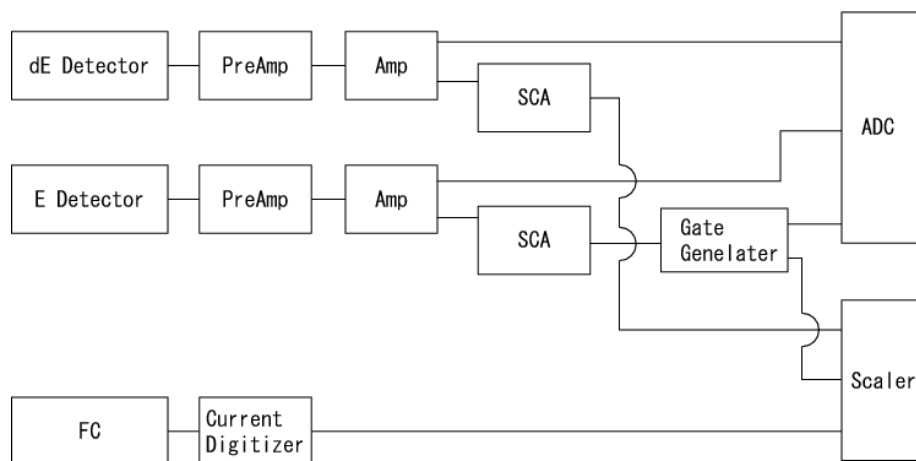 dE Detector
PreAmp
Amp
SCA
ADC
E Detector
PreAmp
Amp
SCA
Gate
Genelater
Scaler
FC
Current
Digitizer